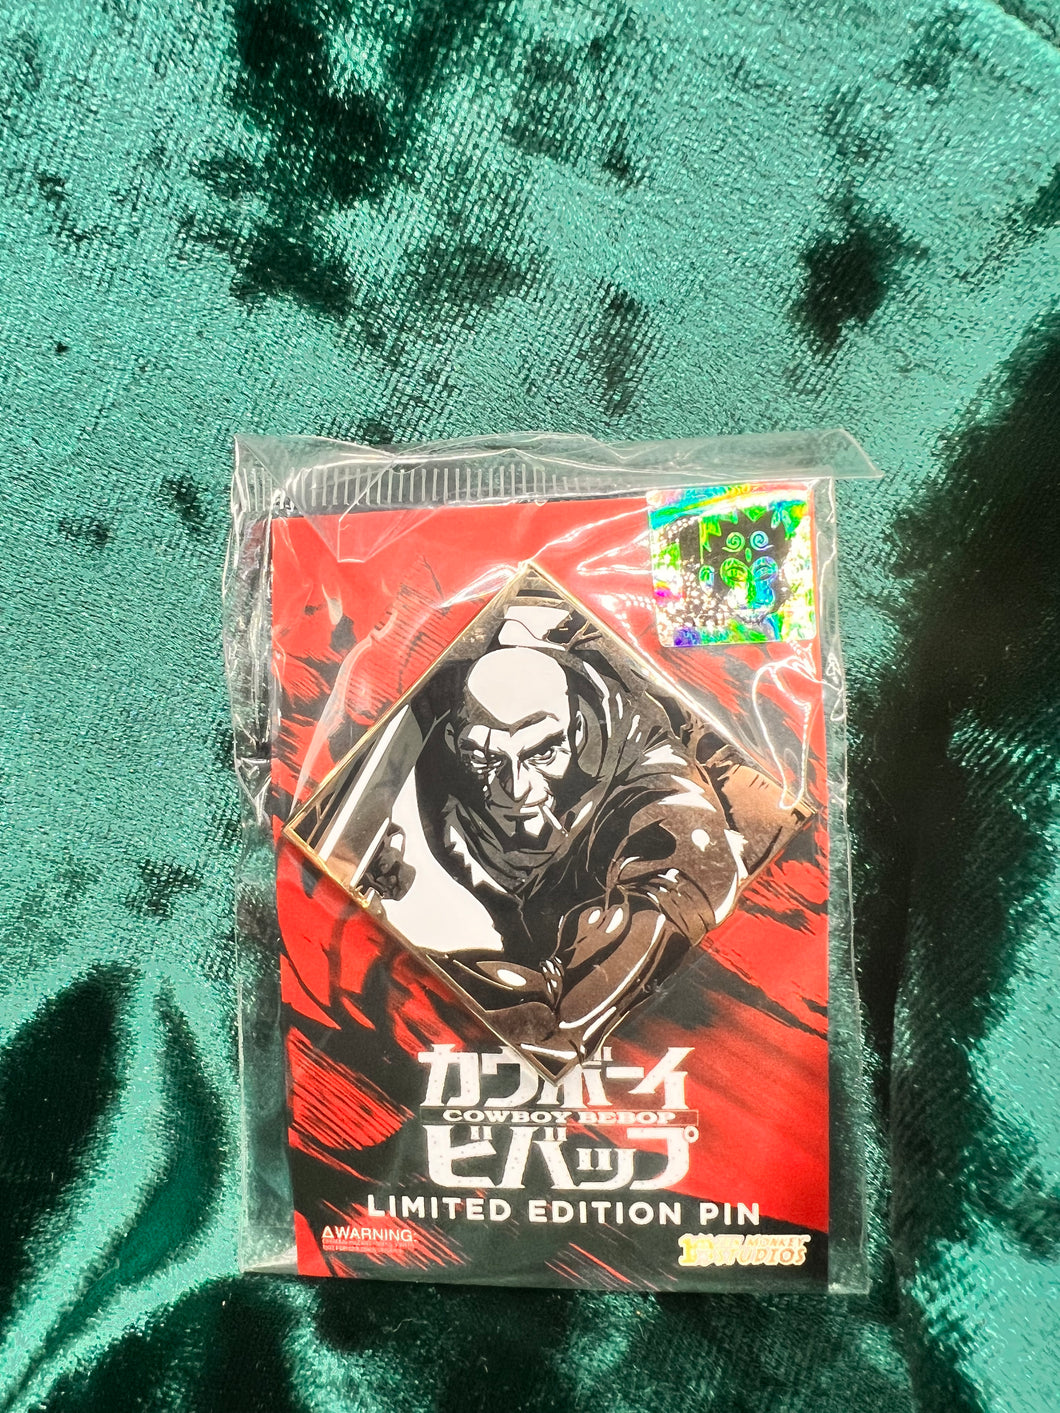 カウボーイ
COWBOY BEBOP
ビバップ
LIMITED EDITION PIN
⚠WARNING:
STUDIOS